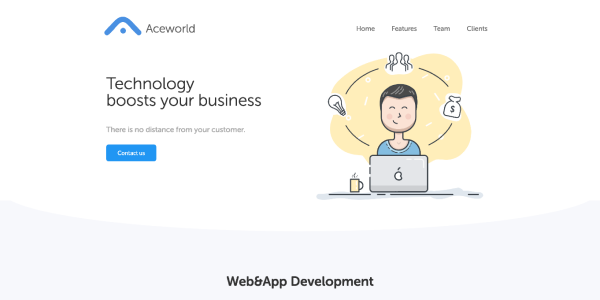 Aceworld
Home Features Team Clients
Technology
boosts your business
There is no distance from your customer.
Contact us
$
Web&App Development